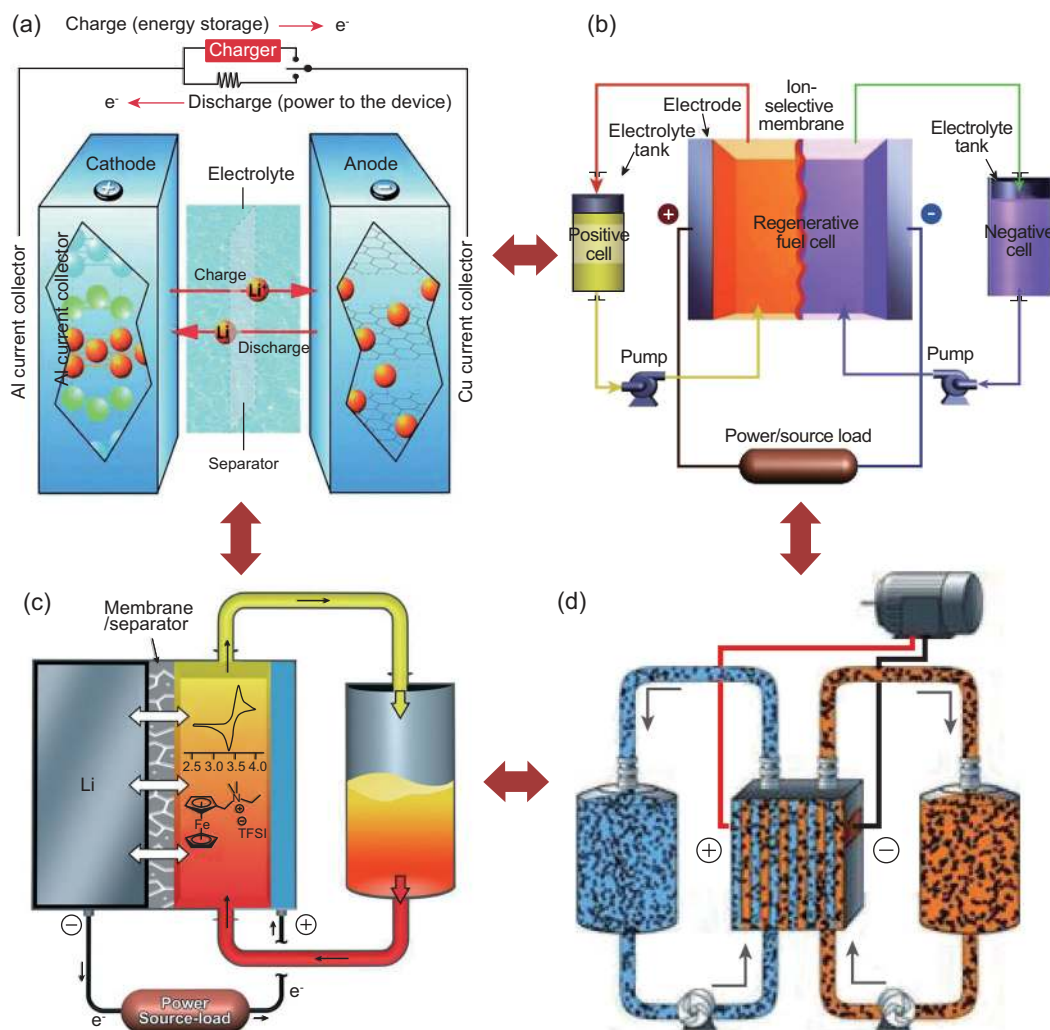 (a)
Charge (energy storage) e-
Charger
e- Discharge (power to the device)
Cathode
+
Electrolyte
Anode
-
Al current collector
Al current collector
Charge
Li+
Li
Discharge
Cu current collector
Separator
(b)
Ion-
selective
membrane
Electrode
Electrolyte
tank
Electrolyte
tank
+
-
Positive
cell
Regenerative
fuel cell
Negative
cell
Pump
Pump
Power/source load
(c)
Membrane
/separator
Li
2.5 3.0 3.5 4.0
N
⊕
⊖
Fe
TFSI
⊖
⊕
e-
Power
Source-load
e-
(d)
⊕
⊖